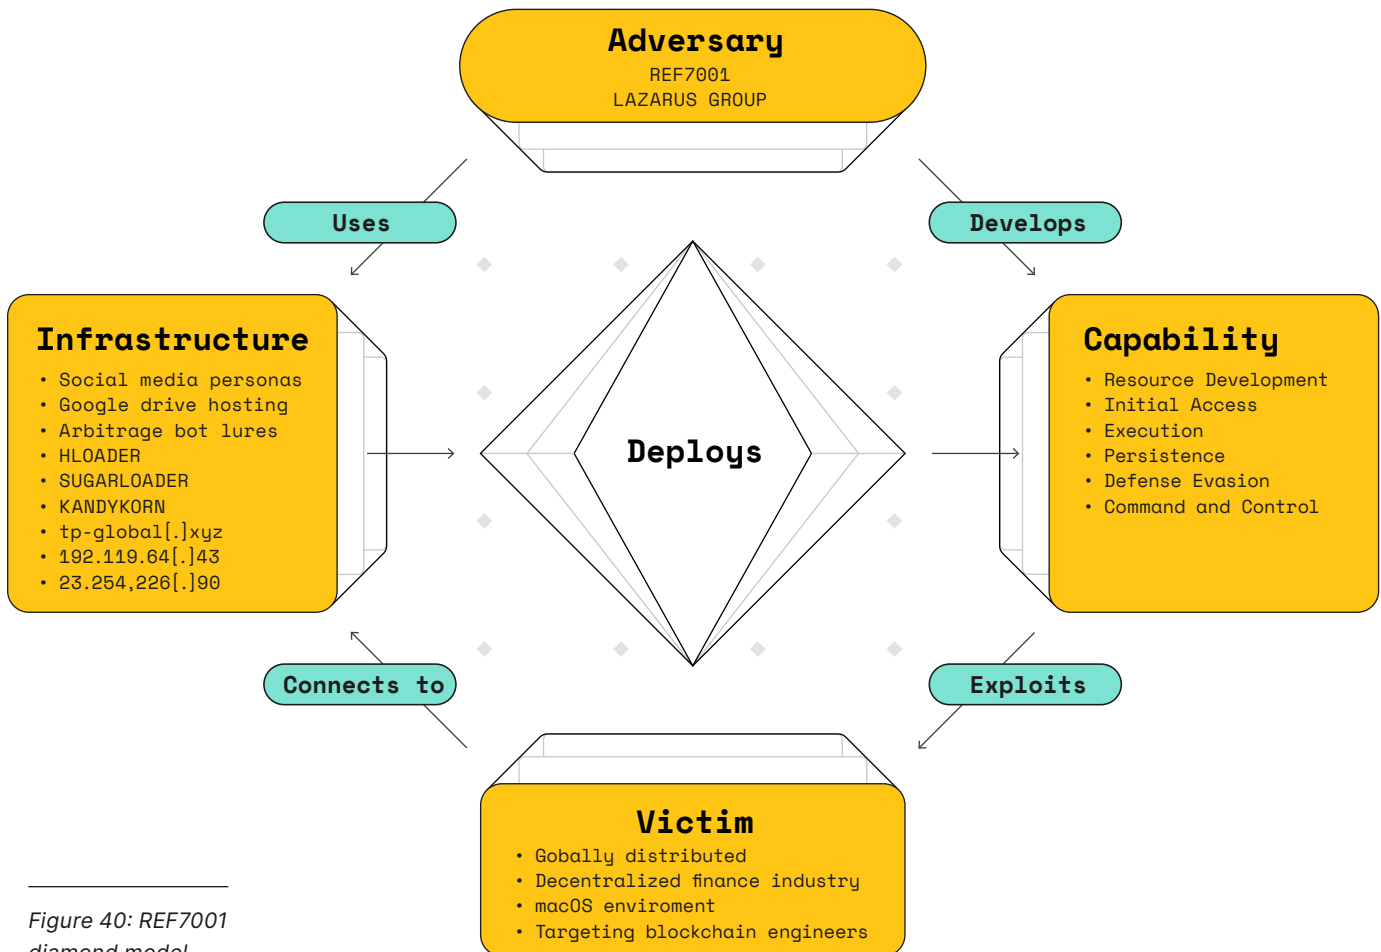 Adversary
REF7001
LAZARUS GROUP
Uses
Develops
Infrastructure
• Social media personas
• Google drive hosting
• Arbitrage bot lures
• HLOADER
• SUGARLOADER
• KANDYKORN
• tp-global[.]xyz
• 192.119.64[.]43
• 23.254,226[.]90
Deploys
Capability
• Resource Development
• Initial Access
• Execution
• Persistence
• Defense Evasion
• Command and Control
Connects to
Exploits
Victim
• Gobally distributed
• Decentralized finance industry
• macOS enviroment
• Targeting blockchain engineers
Figure 40: REF7001
diamond model